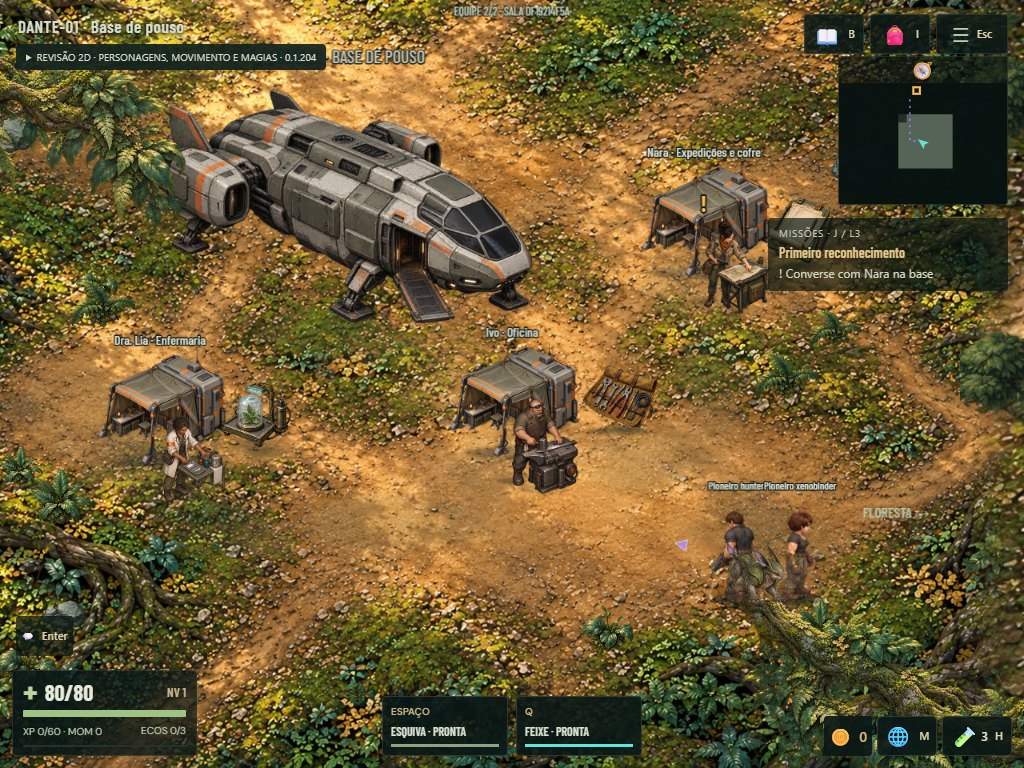 EQUIPE 2/2 · SALA DF19214F5A
DANTE-01 · Base de pouso
▶ REVISÃO 2D · PERSONAGENS, MOVIMENTO E MAGIAS · 0.1.204
BASE DE POUSO
B
I
Esc
Nara · Expedições e cofre
!
MISSÕES · J / L3
Primeiro reconhecimento
! Converse com Nara na base
Dra. Lia · Enfermaria
Ivo · Oficina
Pioneiro hunter
Pioneiro xenobinder
FLORESTA
Enter
80/80
NV 1
XP 0/60 · MOM 0
ECOS 0/3
ESPAÇO
ESQUIVA · PRONTA
Q
FEIXE · PRONTA
0
M
3 H